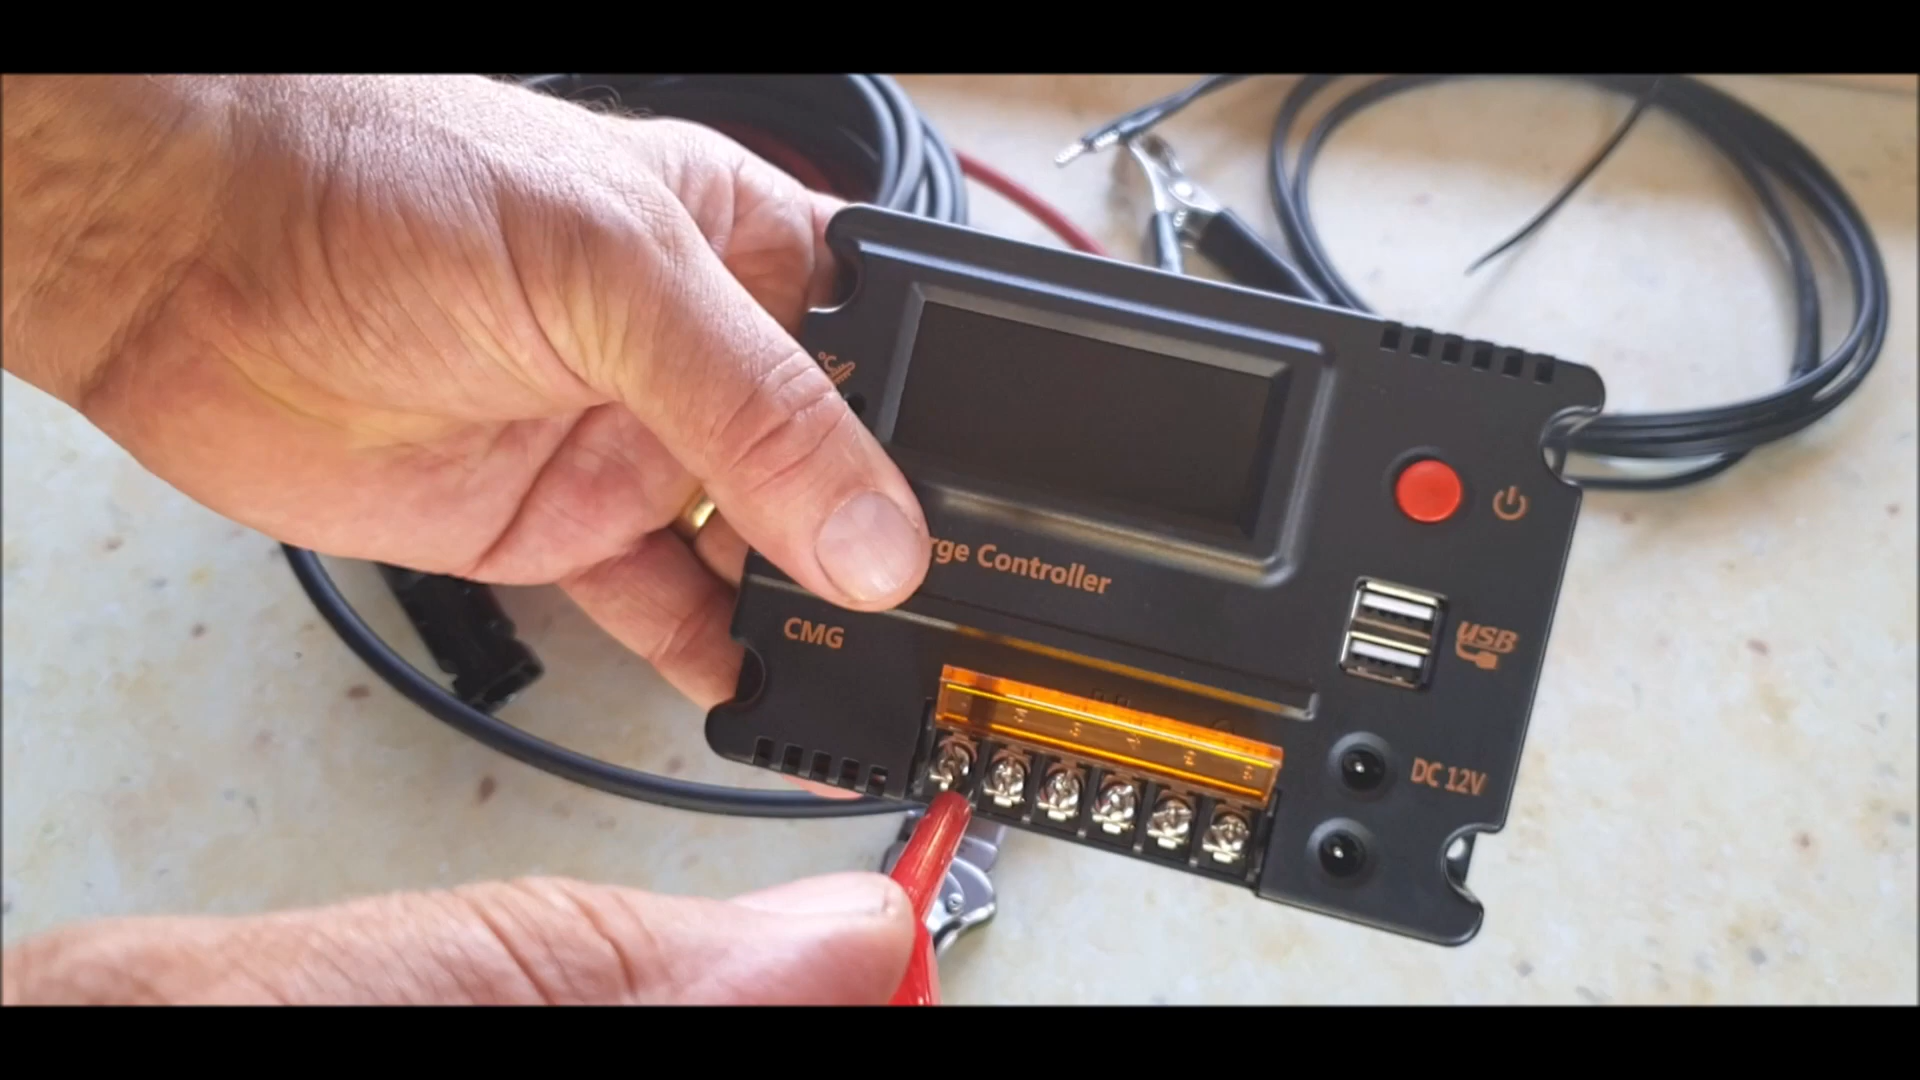 °C
rge Controller
CMG
USB
DC 12V